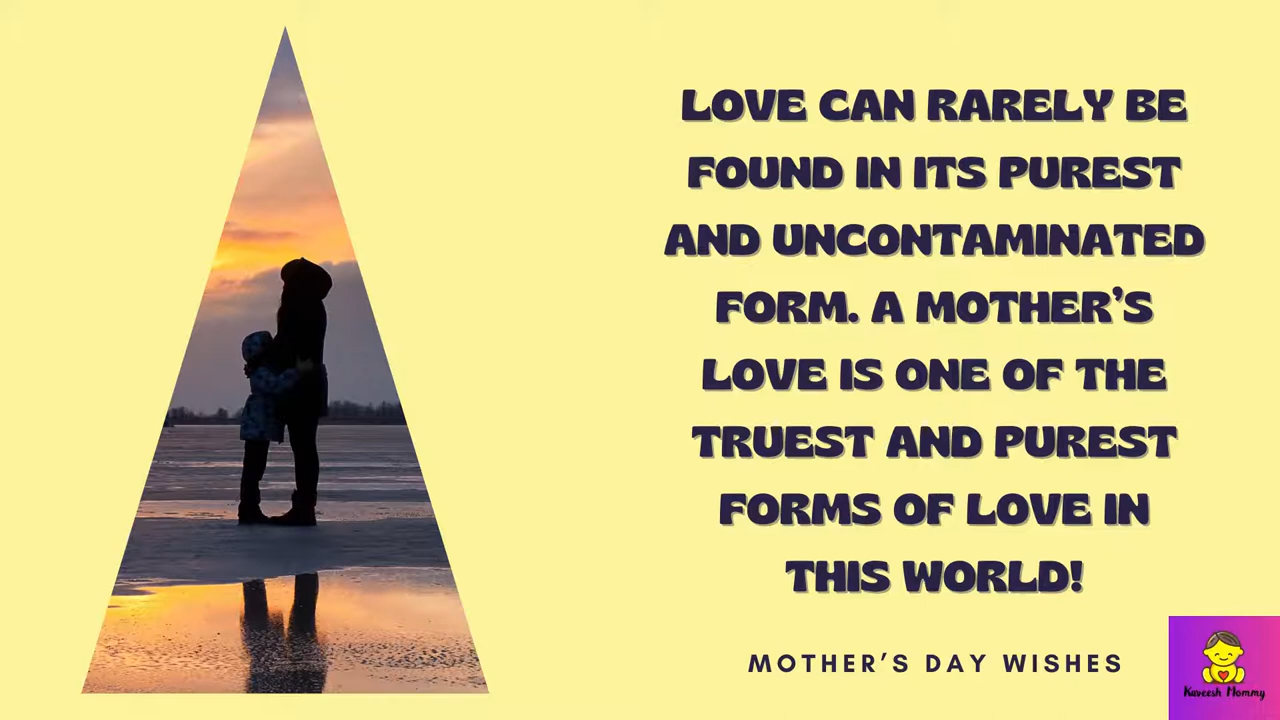 LOVE CAN RARELY BE
FOUND IN ITS PUREST
AND UNCONTAMINATED
FORM. A MOTHER'S
LOVE IS ONE OF THE
TRUEST AND PUREST
FORMS OF LOVE IN
THIS WORLD!
MOTHER'S DAY WISHES
Kaveesh Mommy